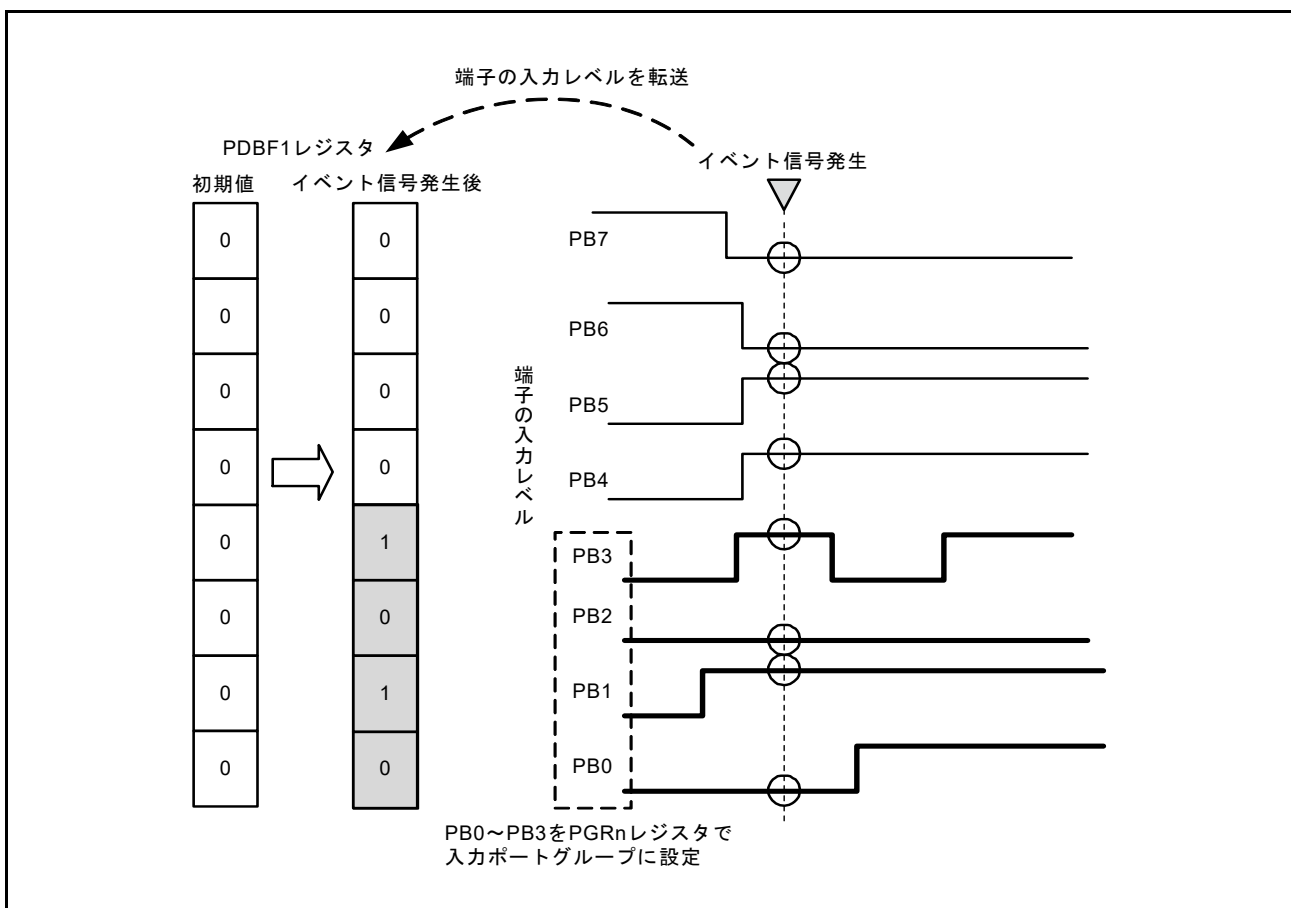 端子の入力レベルを転送
PDBF1レジスタ
イベント信号発生
初期値
イベント信号発生後
0
0
PB7
0
0
PB6
0
0
PB5
0
0
PB4
端子の入力レベル
0
1
PB3
0
0
PB2
0
1
PB1
0
0
PB0
PB0～PB3をPGRnレジスタで
入力ポートグループに設定